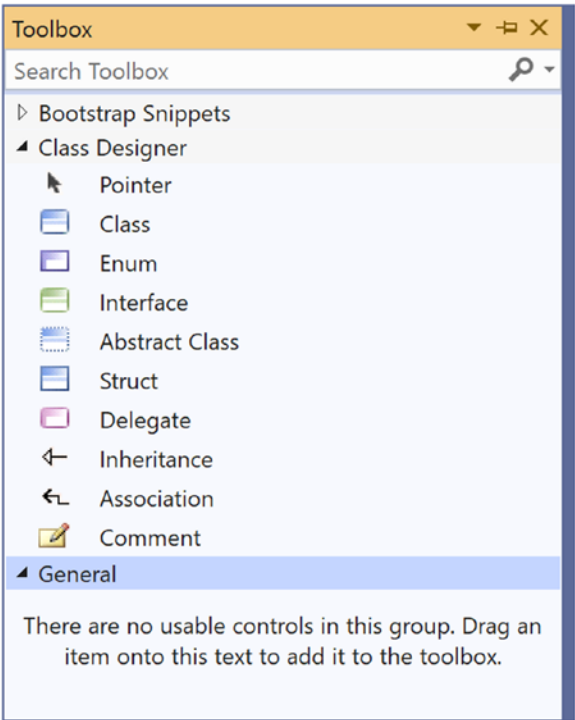 Toolbox
Search Toolbox
Bootstrap Snippets
Class Designer
Pointer
Class
Enum
Interface
Abstract Class
Struct
Delegate
Inheritance
Association
Comment
General
There are no usable controls in this group. Drag an
item onto this text to add it to the toolbox.